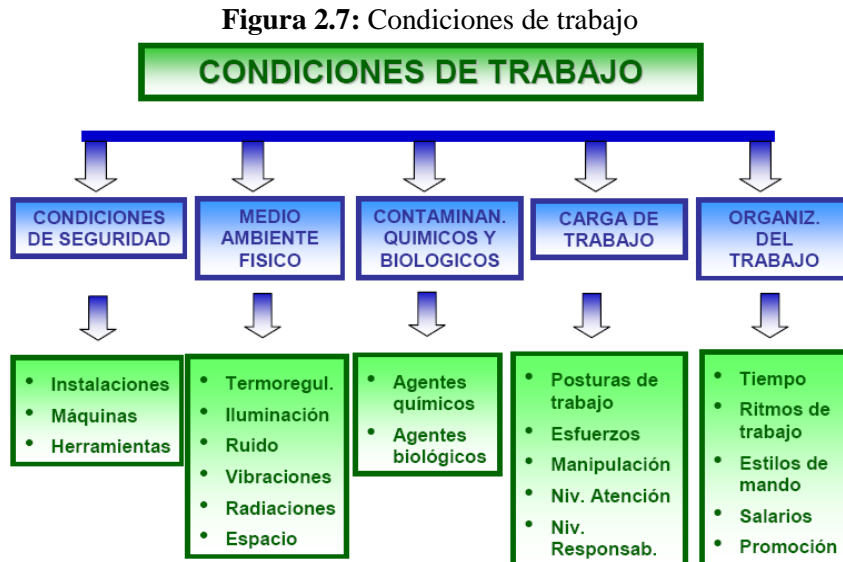 Figura 2.7: Condiciones de trabajo
CONDICIONES DE TRABAJO
CONDICIONES
DE SEGURIDAD
MEDIO
AMBIENTE
FISICO
CONTAMINAN.
QUIMICOS Y
BIOLOGICOS
CARGA DE
TRABAJO
ORGANIZ.
DEL
TRABAJO
• Instalaciones
• Máquinas
• Herramientas
• Termoregul.
• Iluminación
• Ruido
• Vibraciones
• Radiaciones
• Espacio
• Agentes
químicos
• Agentes
biológicos
• Posturas de
trabajo
• Esfuerzos
• Manipulación
• Niv. Atención
• Niv.
Responsab.
• Tiempo
• Ritmos de
trabajo
• Estilos de
mando
• Salarios
• Promoción